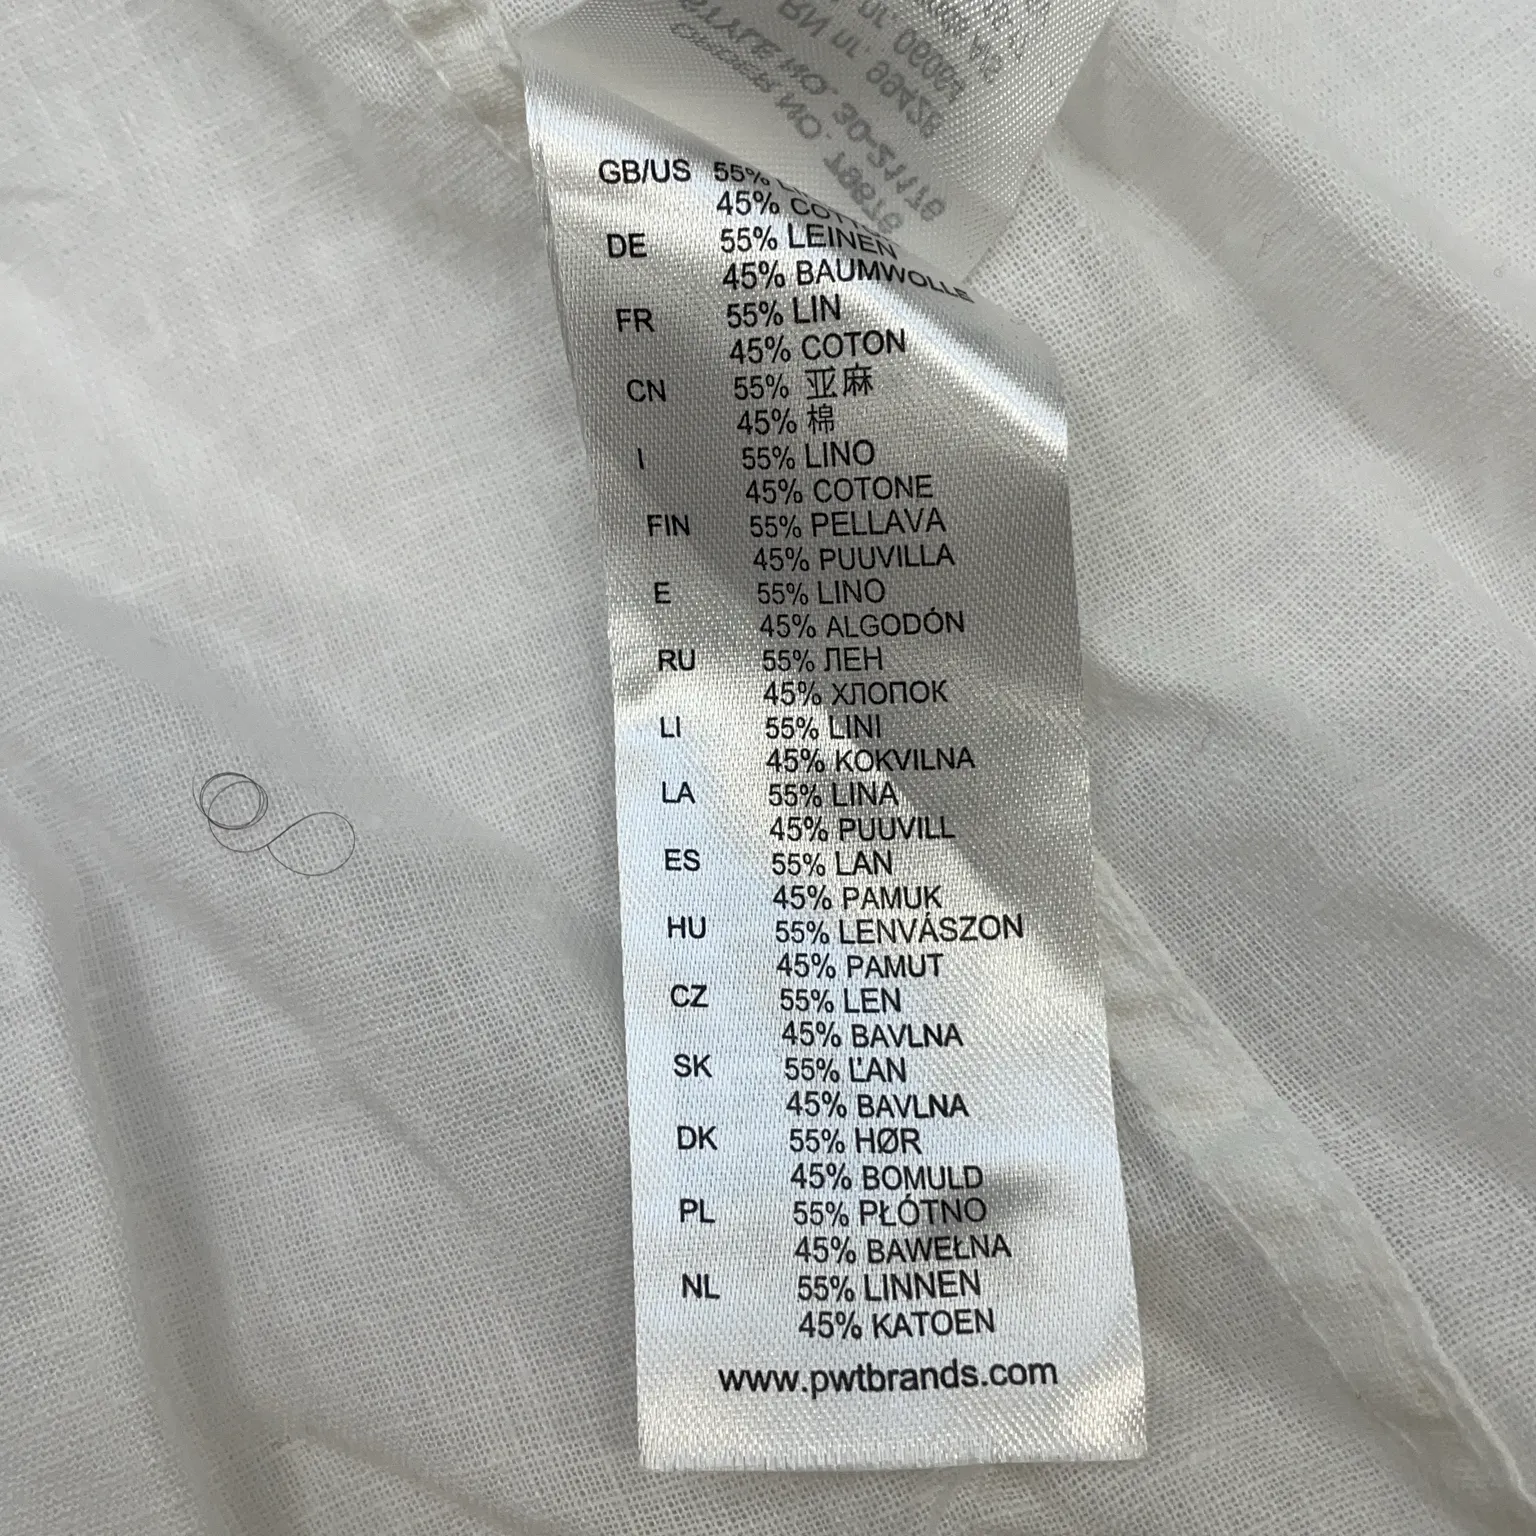 GB/US 55%
45%
DE 55% LEINEN
45% BAUMWOLLE
FR 55% LIN
45% COTON
CN 55% 亚麻
45% 棉
I 55% LINO
45% COTONE
FIN 55% PELLAVA
45% PUUVILLA
E 55% LINO
45% ALGODÓN
RU 55% ЛЕН
45% ХЛОПОК
LI 55% LINI
45% KOKVILNA
LA 55% LINA
45% PUUVILL
ES 55% LAN
45% PAMUK
HU 55% LENVÁSZON
45% PAMUT
CZ 55% LEN
45% BAVLNA
SK 55% ĽAN
45% BAVLNA
DK 55% HØR
45% BOMULD
PL 55% PŁÓTNO
45% BAWEŁNA
NL 55% LINNEN
45% KATOEN
www.pwtbrands.com